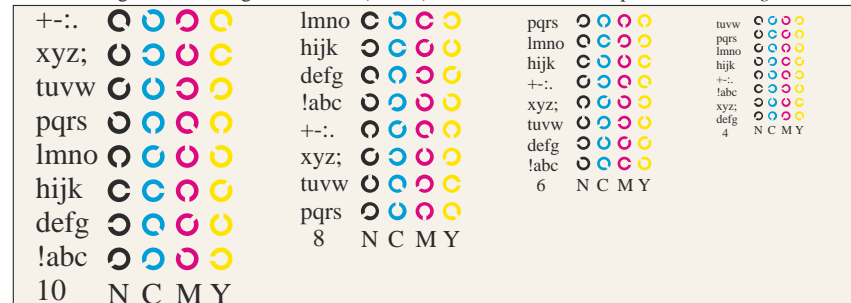 +-:.
xyz;
tuvw
pqrs
lmno
hijk
defg
!abc
10 N C M Y
lmno
hijk
defg
!abc
+-:.
xyz;
tuvw
pqrs
8 N C M Y
pqrs
lmno
hijk
+-:.
xyz;
tuvw
defg
!abc
6 N C M Y
tuvw
pqrs
lmno
hijk
+-:.
!abc
xyz;
defg
4 N C M Y